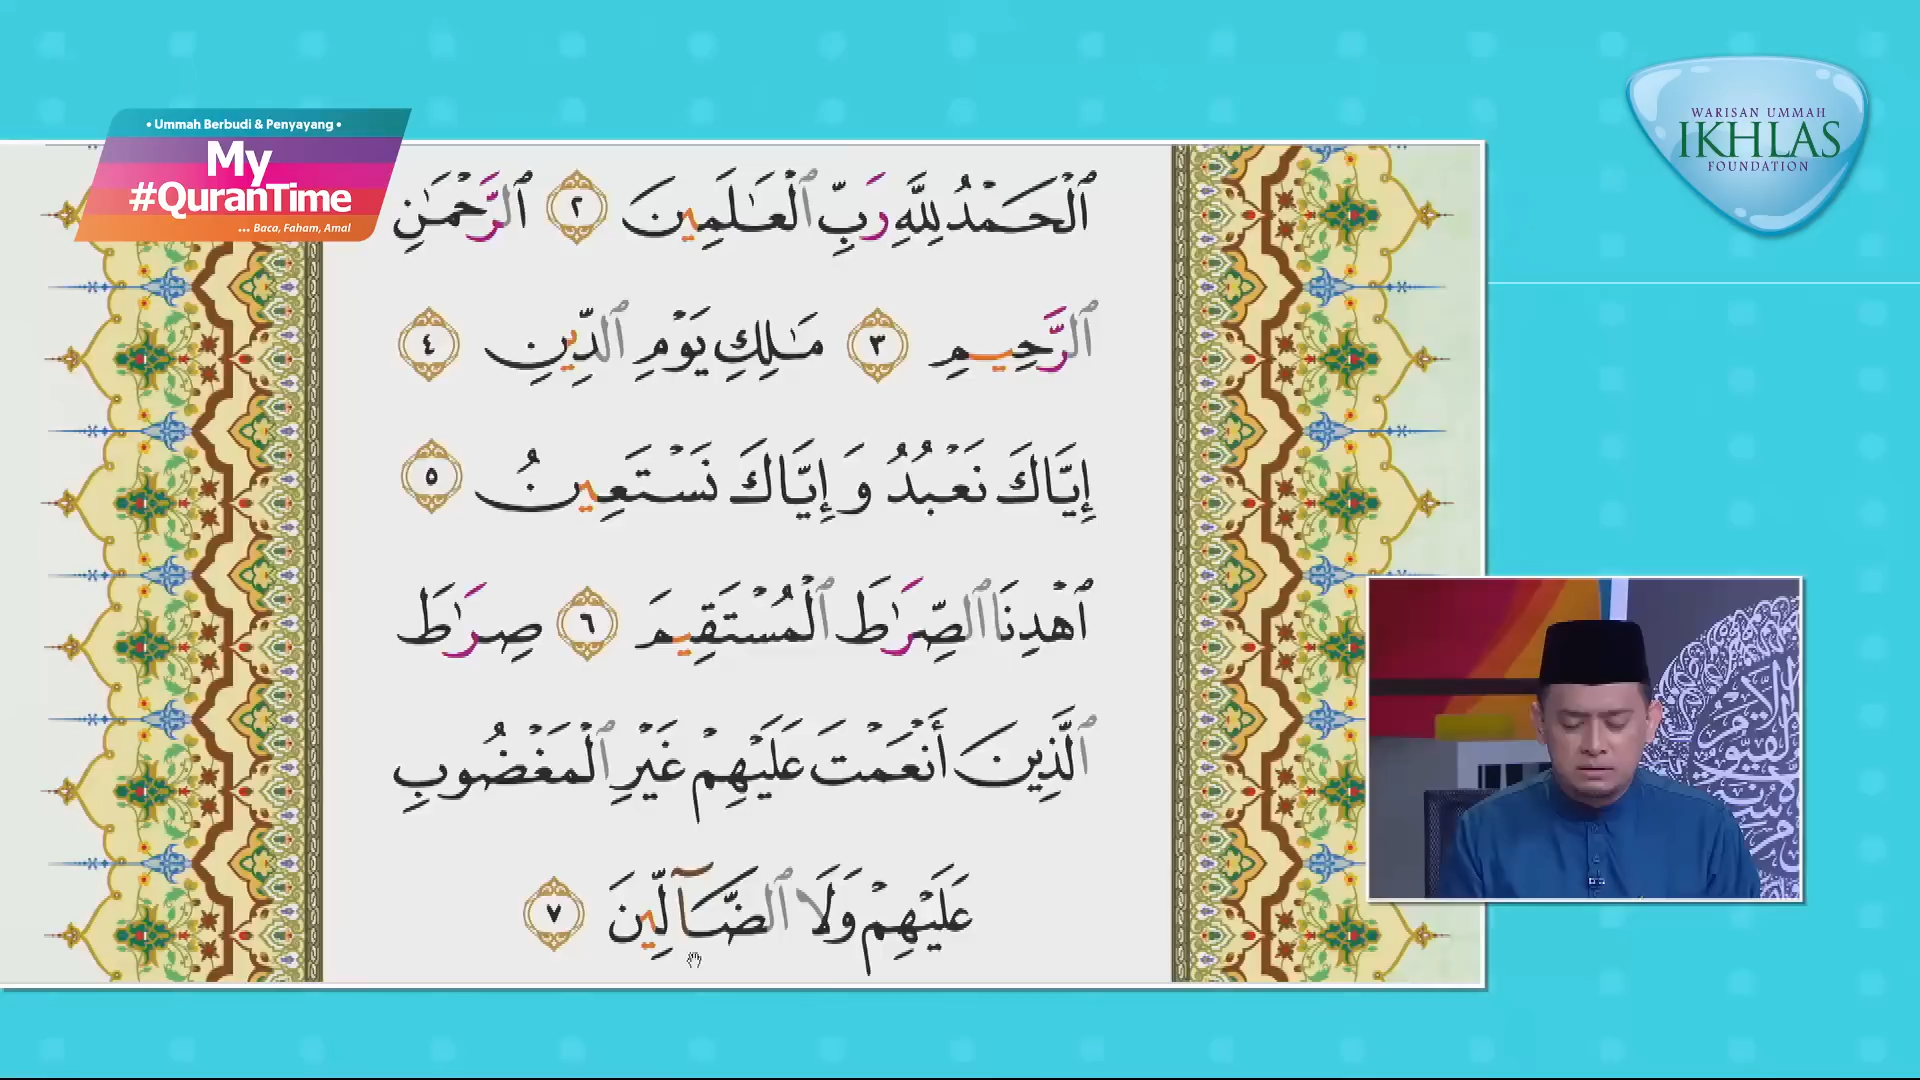 • Ummah Berbudi & Penyayang •
My
#QuranTime
... Baca, Faham, Amal
WARISAN UMMAH
IKHLAS
FOUNDATION
ٱلْحَمْدُ لِلَّهِ رَبِّ ٱلْعَـٰلَمِينَ ٢ ٱلرَّحْمَـٰنِ
ٱلرَّحِيمِ ٣ مَـٰلِكِ يَوْمِ ٱلدِّينِ ٤
إِيَّاكَ نَعْبُدُ وَإِيَّاكَ نَسْتَعِينُ ٥
ٱهْدِنَا ٱلصِّرَٰطَ ٱلْمُسْتَقِيمَ ٦ صِرَٰطَ
ٱلَّذِينَ أَنْعَمْتَ عَلَيْهِمْ غَيْرِ ٱلْمَغْضُوبِ
عَلَيْهِمْ وَلَا ٱلضَّآلِّينَ ٧